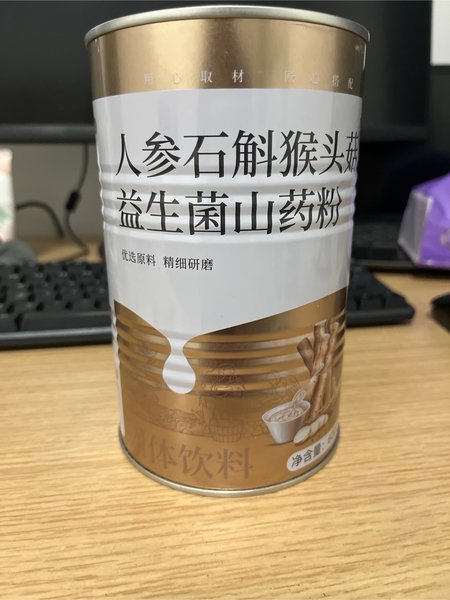 用心取材 匠心搭配
人参石斛猴头菇
益生菌山药粉
优选原料 精细研磨
体饮料
净含量: